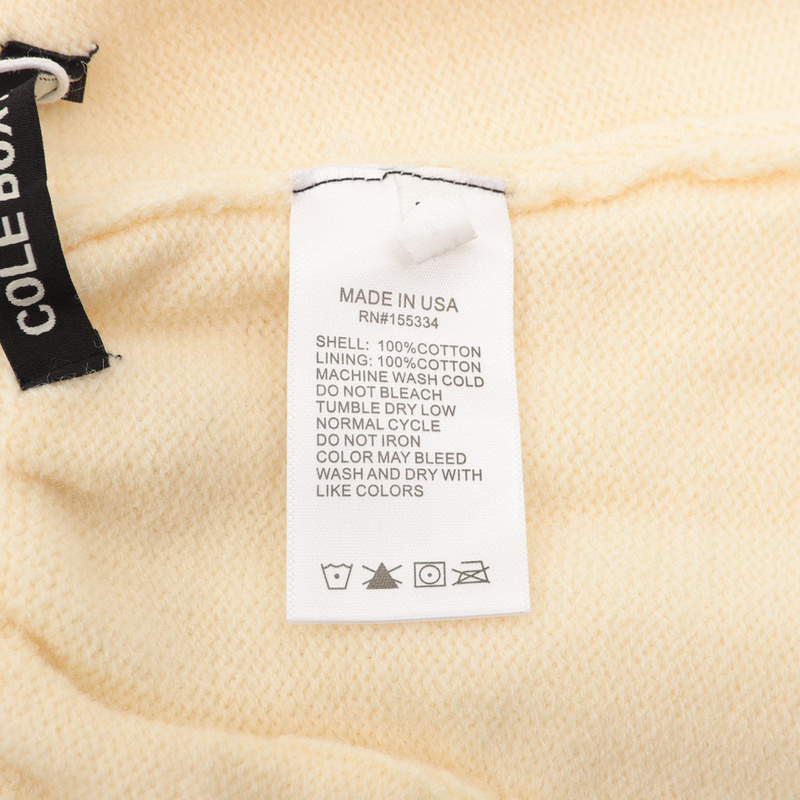 COLE
MADE IN USA
RN#155334
SHELL: 100%COTTON
LINING: 100%COTTON
MACHINE WASH COLD
DO NOT BLEACH
TUMBLE DRY LOW
NORMAL CYCLE
DO NOT IRON
COLOR MAY BLEED
WASH AND DRY WITH
LIKE COLORS